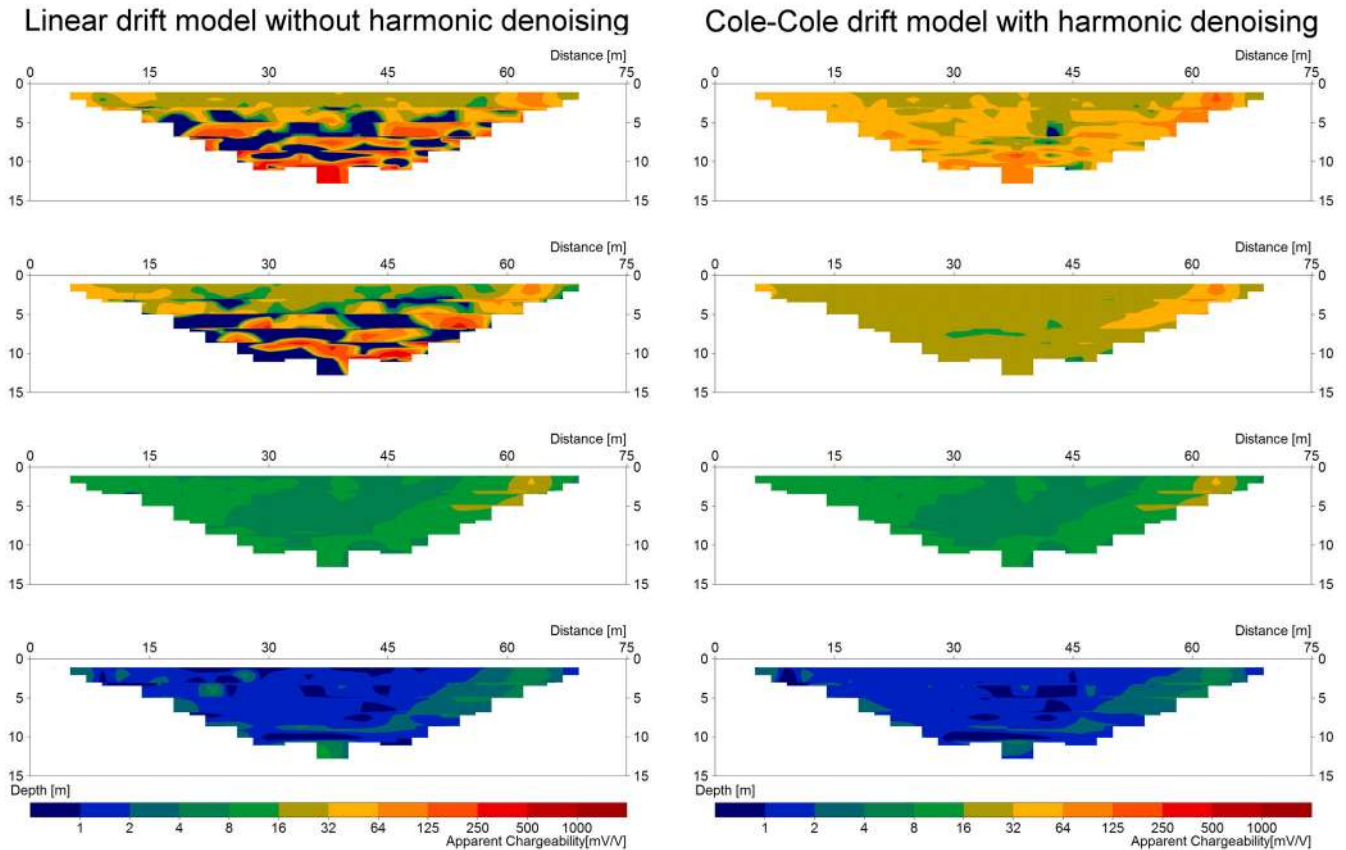 Linear drift model without harmonic denoising
Cole-Cole drift model with harmonic denoising
Distance [m]
0 15 30 45 60 75
0 0
5 5
10 10
15 15
Distance [m]
0 15 30 45 60 75
0 0
5 5
10 10
15 15
Distance [m]
0 15 30 45 60 75
0 0
5 5
10 10
15 15
Distance [m]
0 15 30 45 60 75
0 0
5 5
10 10
15 15
Distance [m]
0 15 30 45 60 75
0 0
5 5
10 10
15 15
Distance [m]
0 15 30 45 60 75
0 0
5 5
10 10
15 15
Distance [m]
0 15 30 45 60 75
0 0
5 5
10 10
15 15
Depth [m]
1 2 4 8 16 32 64 125 250 500 1000
Apparent Chargeability[mV/V]
Distance [m]
0 15 30 45 60 75
0 0
5 5
10 10
15 15
Depth [m]
1 2 4 8 16 32 64 125 250 500 1000
Apparent Chargeability[mV/V]